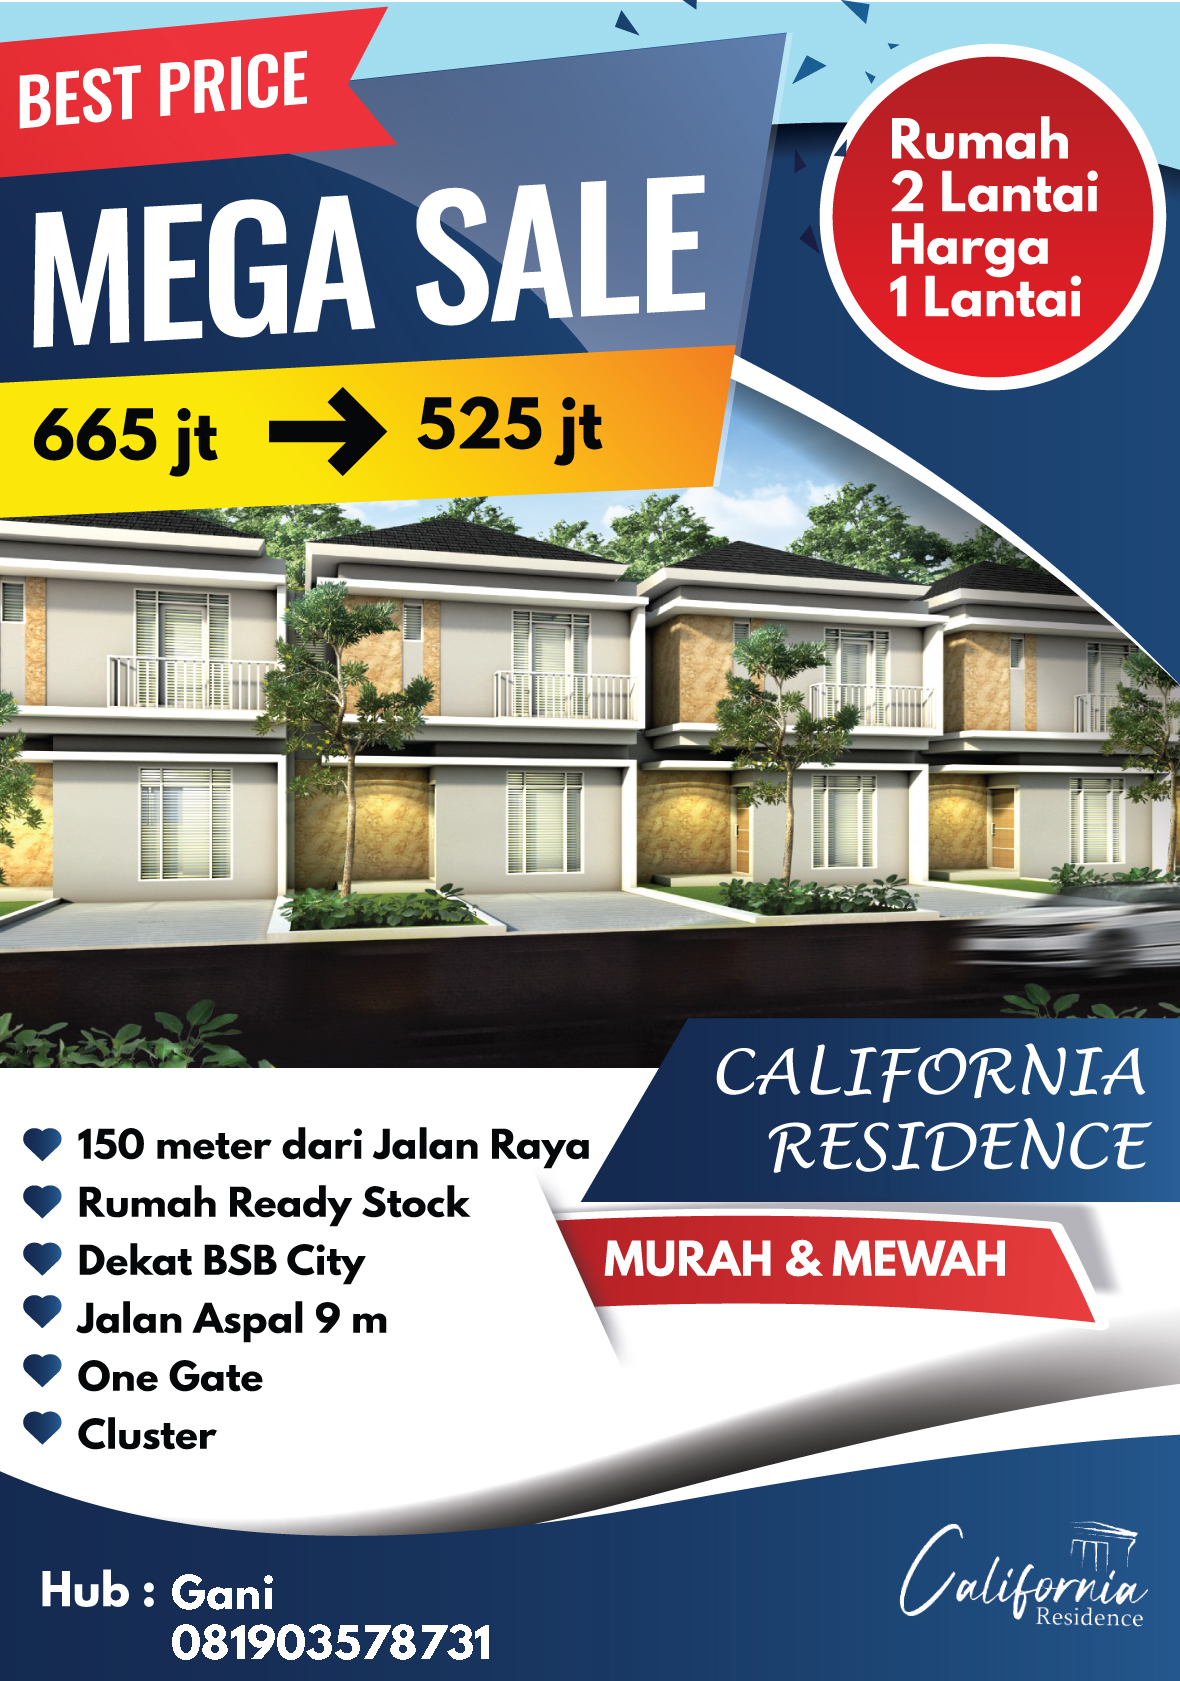 BEST PRICE
MEGA SALE
665 jt → 525 jt
Rumah
2 Lantai
Harga
1 Lantai
CALIFORNIA
RESIDENCE
MURAH & MEWAH
150 meter dari Jalan Raya
Rumah Ready Stock
Dekat BSB City
Jalan Aspal 9 m
One Gate
Cluster
Hub : Gani
081903578731
California
Residence